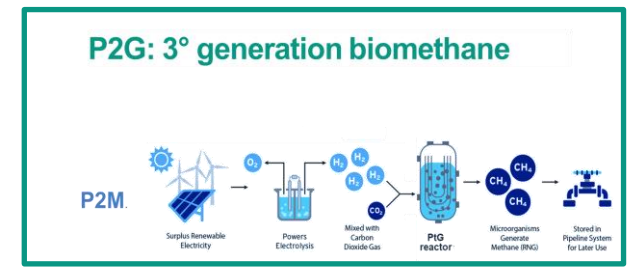 P2G: 3° generation biomethane
P2M.
O₂
H₂
H₂
H₂
H₂
CO₂
CH₄
CH₄
CH₄
Surplus Renewable
Electricity
Powers
Electrolysis
Mixed with
Carbon
Dioxide Gas
PtG
reactor
Microorganisms
Generate
Methane (RNG)
Stored in
Pipeline System
for Later Use